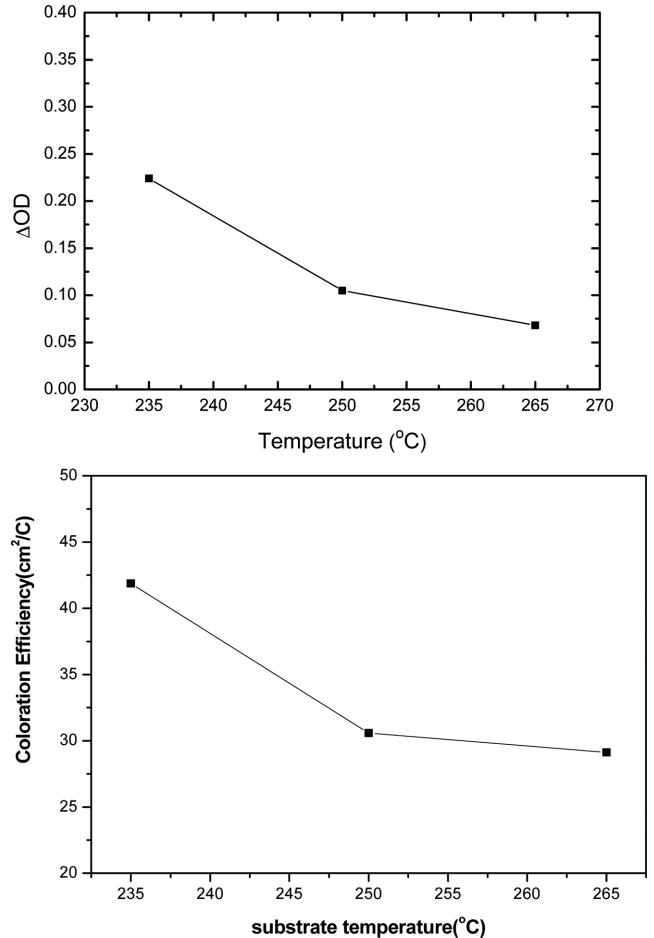 0.40
0.35
0.30
0.25
0.20
0.15
0.10
0.05
0.00
ΔOD
230 235 240 245 250 255 260 265 270
Temperature (°C)
50
45
40
35
30
25
20
Coloration Efficiency(cm²/C)
235 240 245 250 255 260 265
substrate temperature(°C)